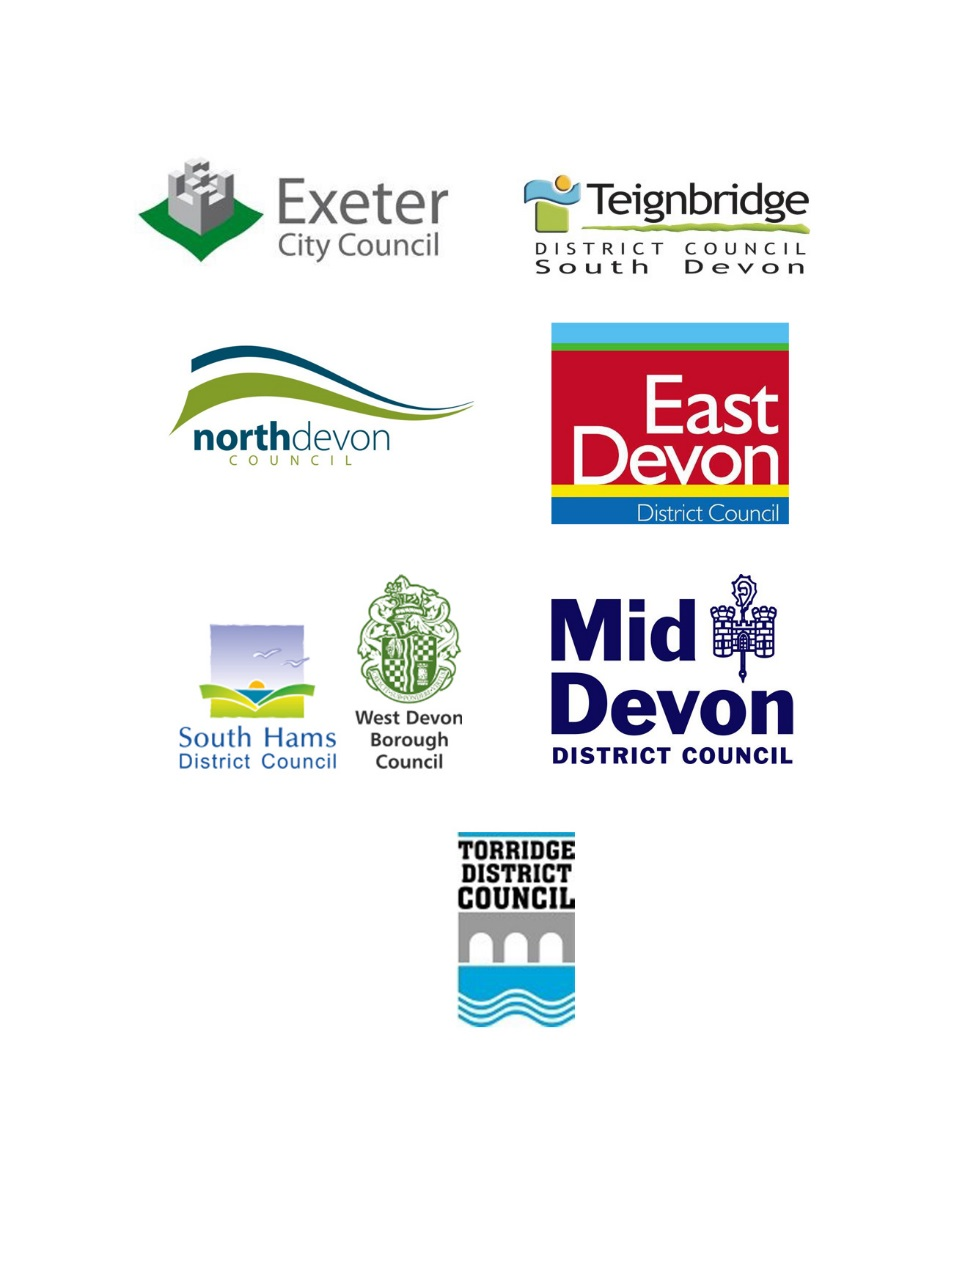 Exeter
City Council
Teignbridge
DISTRICT COUNCIL
South Devon
northdevon
COUNCIL
East
Devon
District Council
South Hams
District Council
West Devon
Borough
Council
Mid
Devon
DISTRICT COUNCIL
TORRIDGE
DISTRICT
COUNCIL